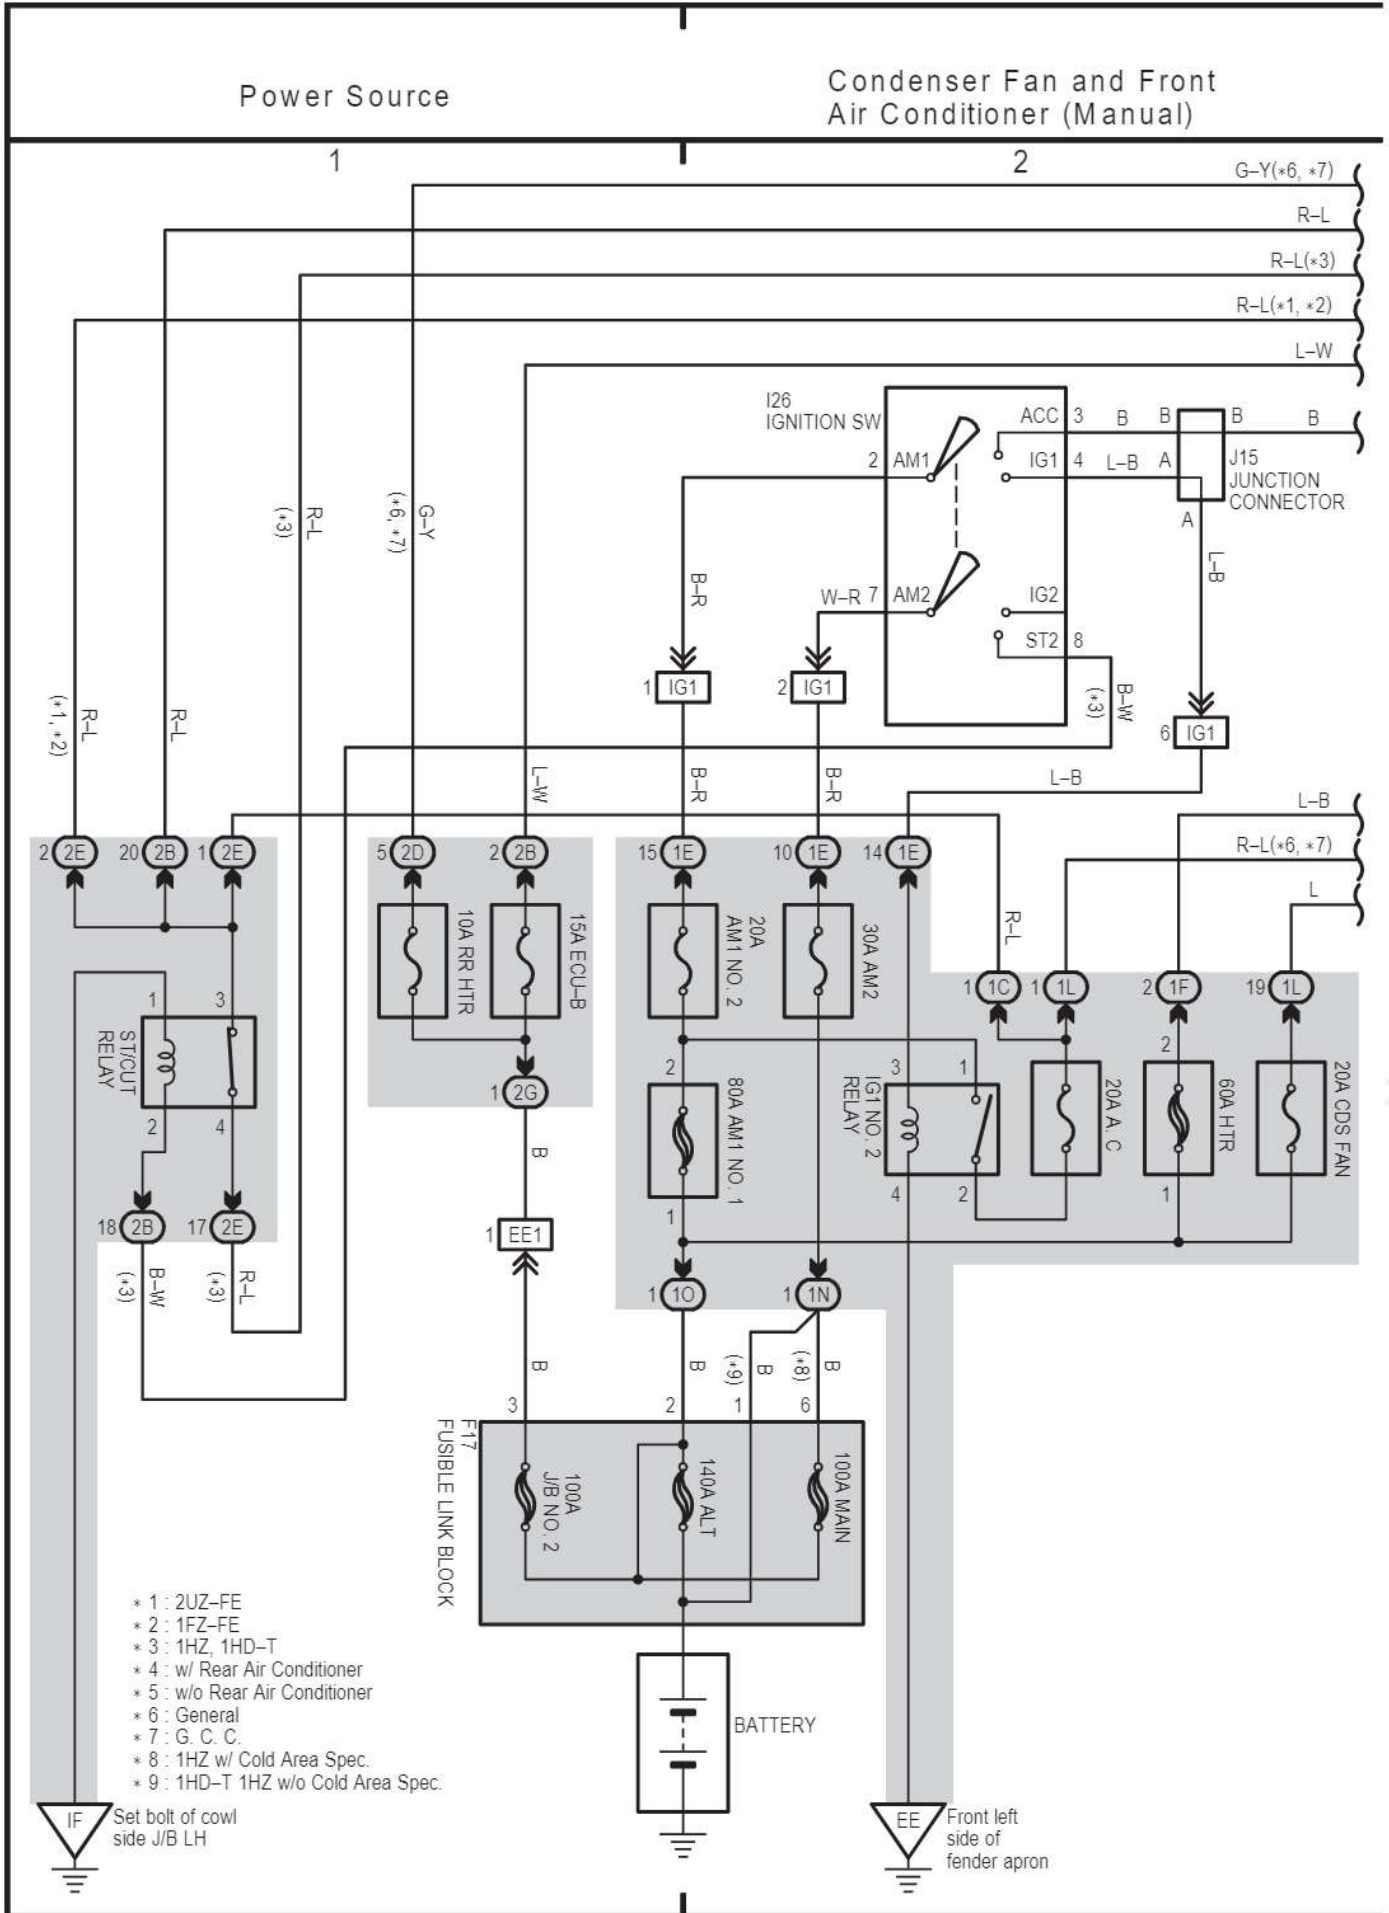 Power Source
Condenser Fan and Front
Air Conditioner (Manual)
1
2
G–Y(*6, *7)
R–L
R–L(*3)
R–L(*1, *2)
L–W
I26
IGNITION SW
ACC
3
B
B
B
B
2
AM1
IG1
4
L–B
A
J15
JUNCTION
CONNECTOR
A
R–L
(*3)
G–Y
(*6, *7)
B–R
L–B
W–R
7
AM2
IG2
ST2
8
1
IG1
2
IG1
B–W
(*3)
6
IG1
R–L
(*1, *2)
R–L
L–W
B–R
B–R
L–B
L–B
R–L(*6, *7)
L
2
2E
20
2B
1
2E
5
2D
2
2B
15
1E
10
1E
14
1E
10A RR HTR
15A ECU–B
20A
AM1 NO. 2
30A AM2
R–L
1
1C
1
1L
2
1F
19
1L
1
3
ST/CUT
RELAY
2
4
1
2G
2
80A AM1 NO. 1
1
3
1
IG1 NO. 2
RELAY
4
2
20A A. C
2
60A HTR
1
20A CDS FAN
B
18
2B
17
2E
1
EE1
B–W
(*3)
R–L
(*3)
1
1O
1
1N
B
B
(*9)
B
(*8)
B
3
2
1
6
F17
FUSIBLE LINK BLOCK
100A
J/B NO. 2
140A ALT
100A MAIN
* 1 : 2UZ–FE
* 2 : 1FZ–FE
* 3 : 1HZ, 1HD–T
* 4 : w/ Rear Air Conditioner
* 5 : w/o Rear Air Conditioner
* 6 : General
* 7 : G. C. C.
* 8 : 1HZ w/ Cold Area Spec.
* 9 : 1HD–T 1HZ w/o Cold Area Spec.
BATTERY
IF
Set bolt of cowl
side J/B LH
EE
Front left
side of
fender apron